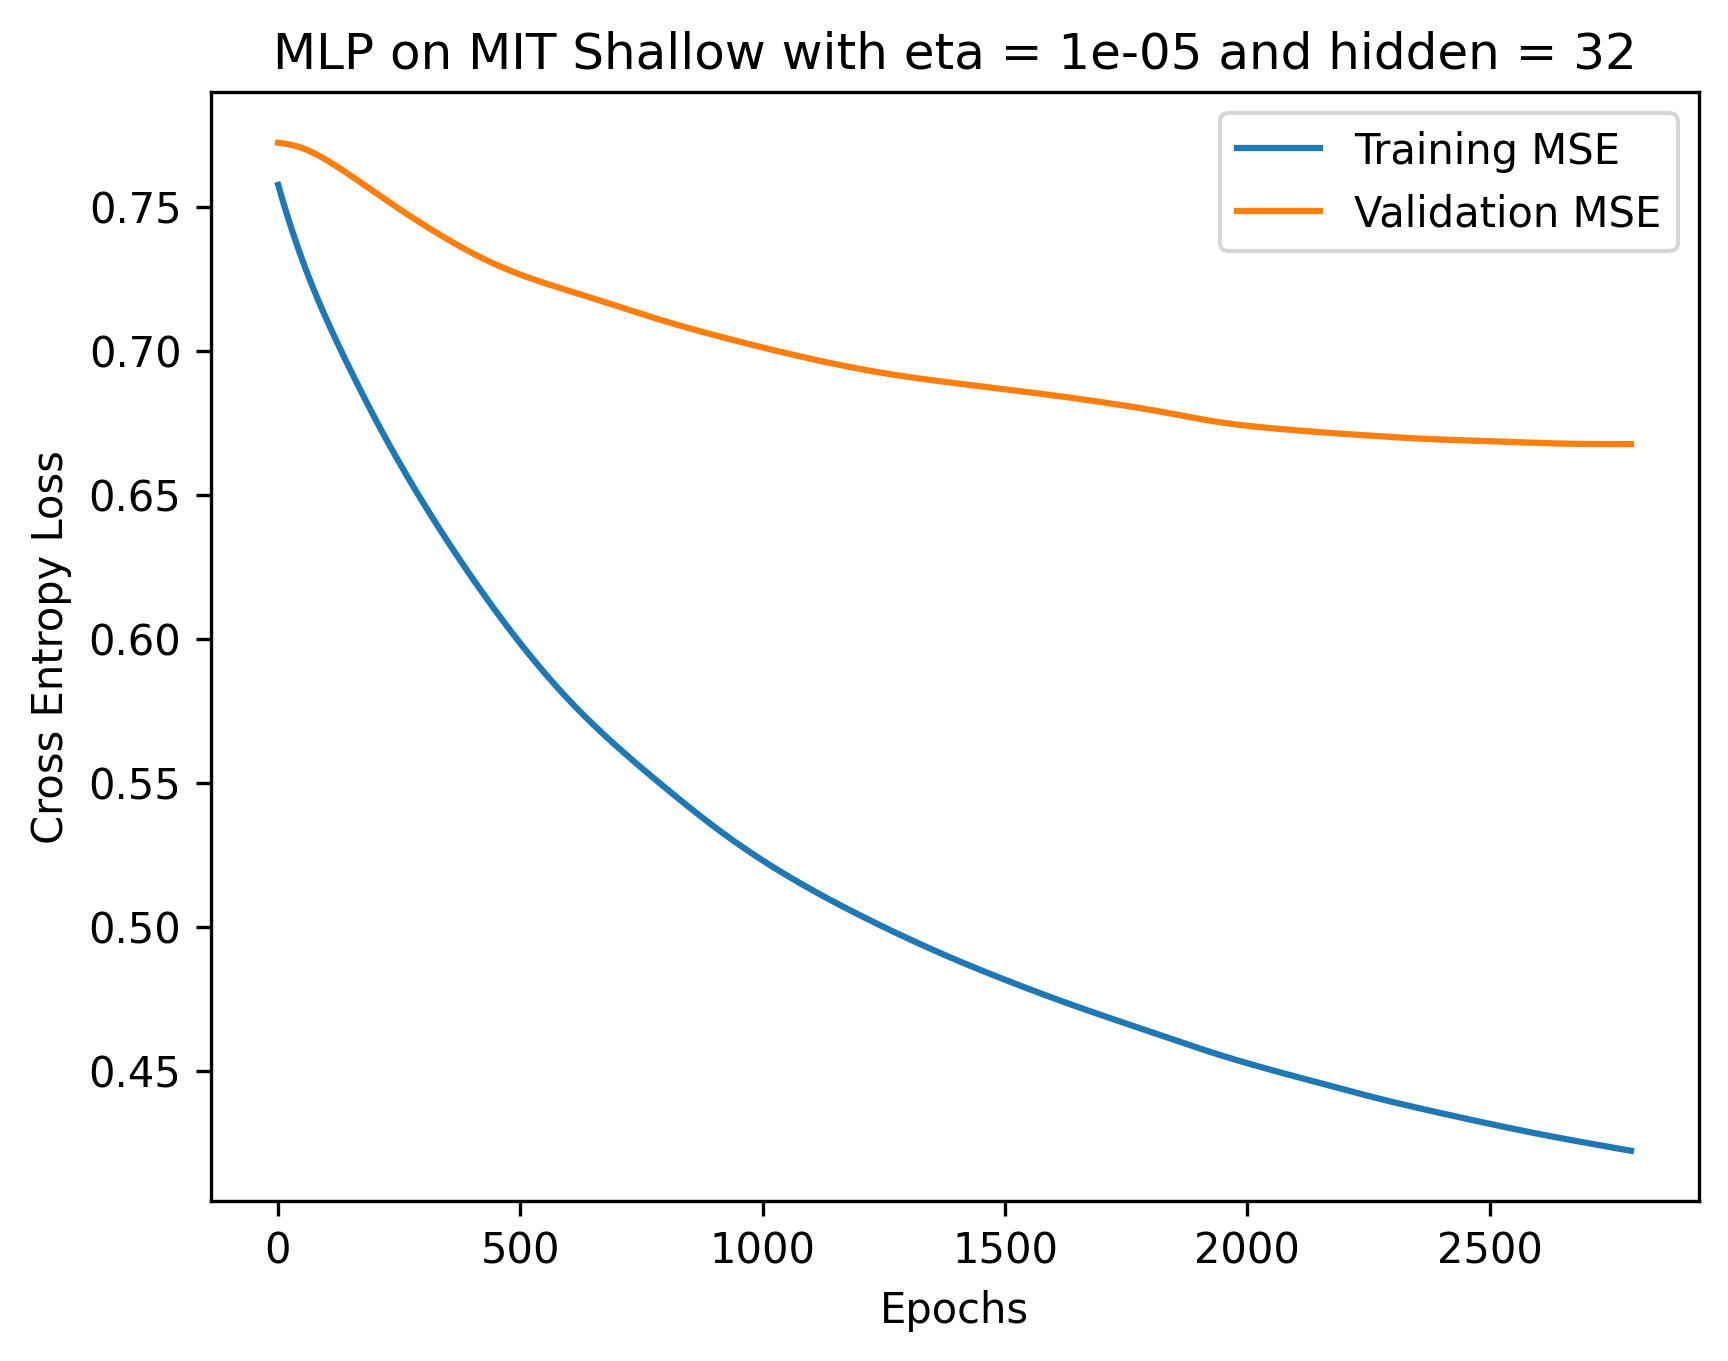 MLP on MIT Shallow with eta = 1e-05 and hidden = 32
Training MSE
Validation MSE
Cross Entropy Loss
0.75
0.70
0.65
0.60
0.55
0.50
0.45
0 500 1000 1500 2000 2500
Epochs